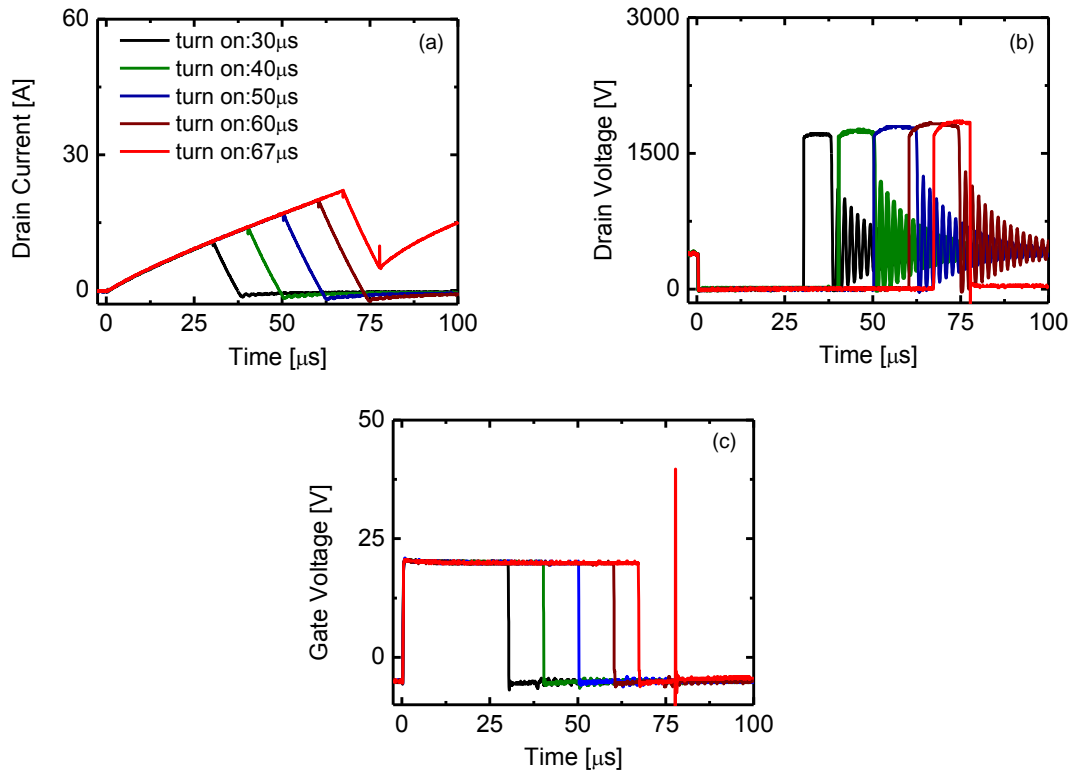 60
30
0
Drain Current [A]
(a)
turn on:30μs
turn on:40μs
turn on:50μs
turn on:60μs
turn on:67μs
0 25 50 75 100
Time [μs]
3000
1500
0
Drain Voltage [V]
(b)
0 25 50 75 100
Time [μs]
50
25
0
Gate Voltage [V]
(c)
0 25 50 75 100
Time [μs]